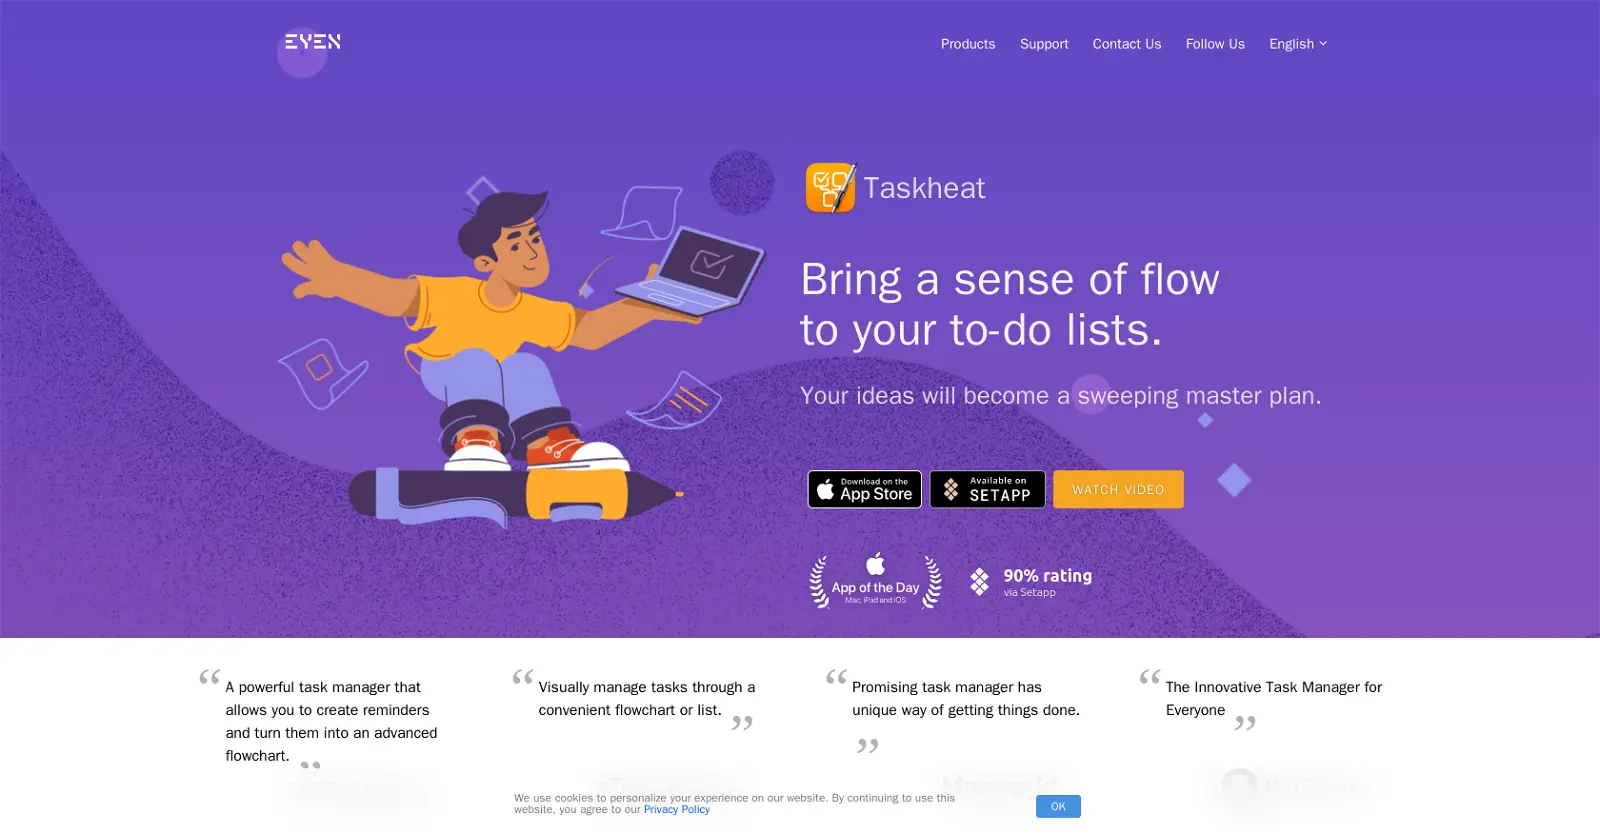 EYEN
Products Support Contact Us Follow Us English
Taskheat
Bring a sense of flow
to your to-do lists.
Your ideas will become a sweeping master plan.
Download on the
App Store
Available on
SETAPP
WATCH VIDEO
App of the Day
Mac, iPad and iOS
90% rating
via Setapp
“ A powerful task manager that
allows you to create reminders
and turn them into an advanced
flowchart. ”
“ Visually manage tasks through a
convenient flowchart or list. ”
“ Promising task manager has
unique way of getting things done.
”
“ The Innovative Task Manager for
Everyone ”
We use cookies to personalize your experience on our website. By continuing to use this
website, you agree to our Privacy Policy
OK